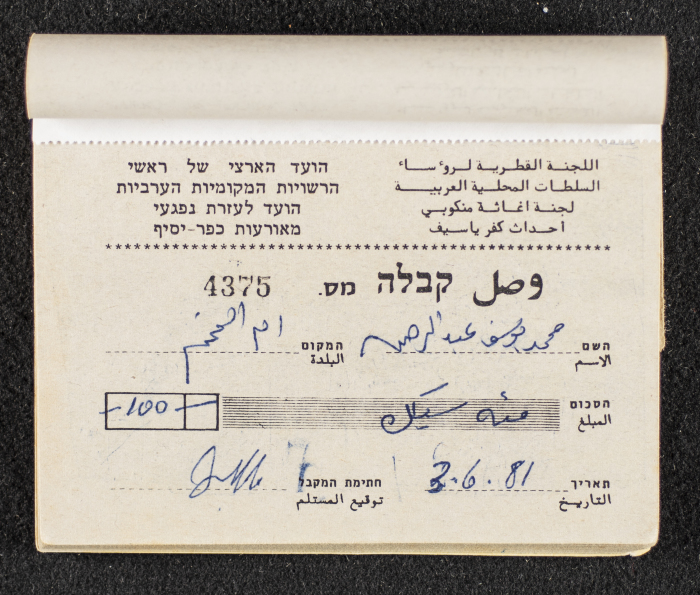 اللجنة القطرية لروءساء
السلطات المحلية العربية
لجنة اغاثة منكوبي
أحداث كفر ياسيف
הועד הארצי של ראשי
הרשויות המקומיות הערביות
הועד לעזרת נפגעי
מאורעות כפר-יסיף
وصل קבלה מס. 4375
השם محمد يوسف عبد الرحمن המקום ام الفحم
الاسم البلدة
הסכום مئة شيكل -100-
المبلغ
תאריך 3.6.81 חתימת המקבל
التاريخ توقيع المستلم